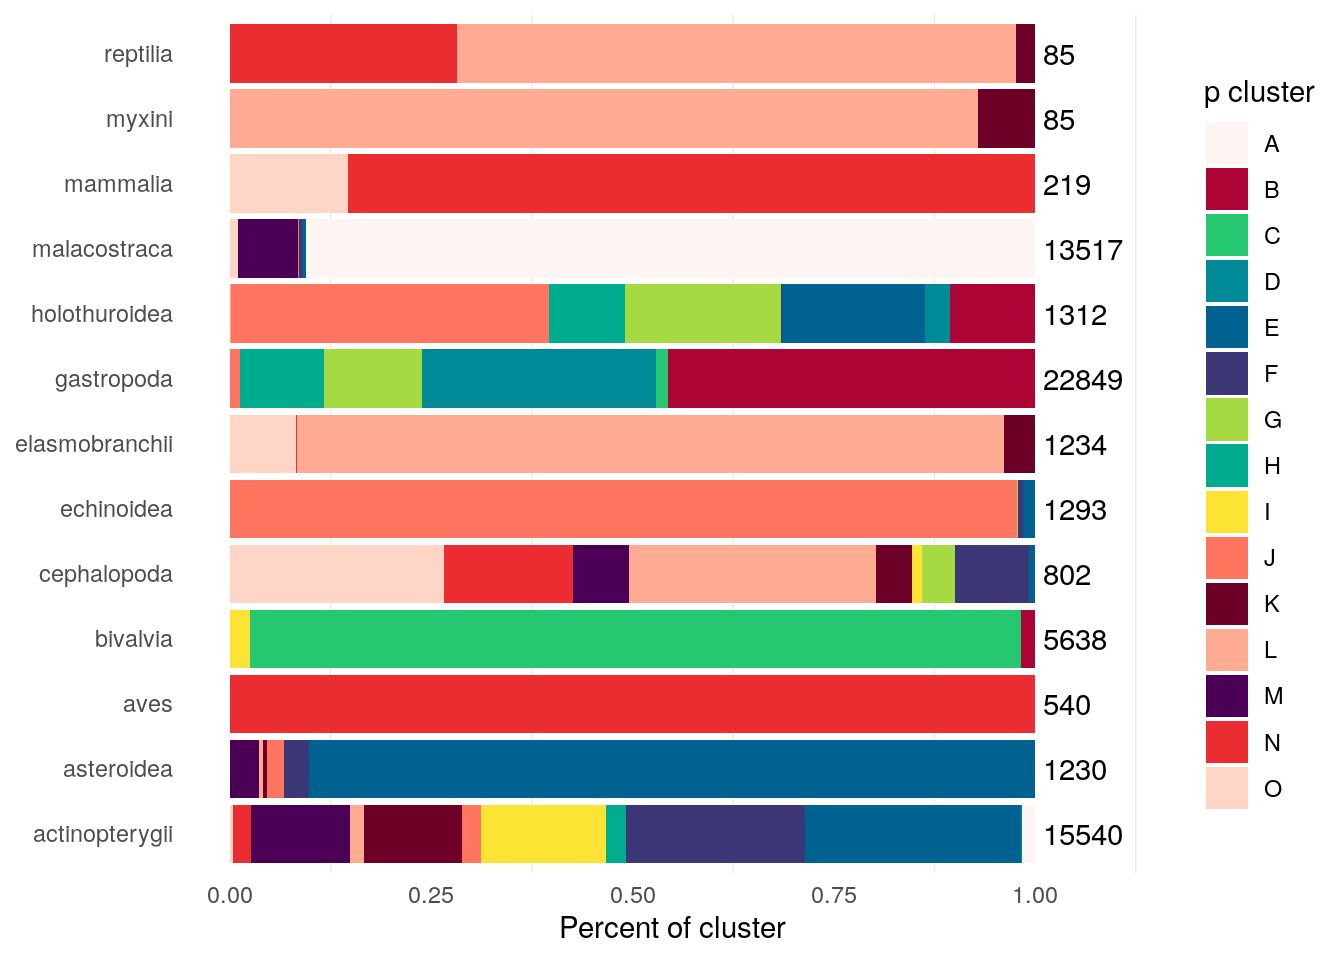 reptilia 85
myxini 85
mammalia 219
malacostraca 13517
holothuroidea 1312
gastropoda 22849
elasmobranchii 1234
echinoidea 1293
cephalopoda 802
bivalvia 5638
aves 540
asteroidea 1230
actinopterygii 15540
0.00 0.25 0.50 0.75 1.00
Percent of cluster
p cluster
A
B
C
D
E
F
G
H
I
J
K
L
M
N
O